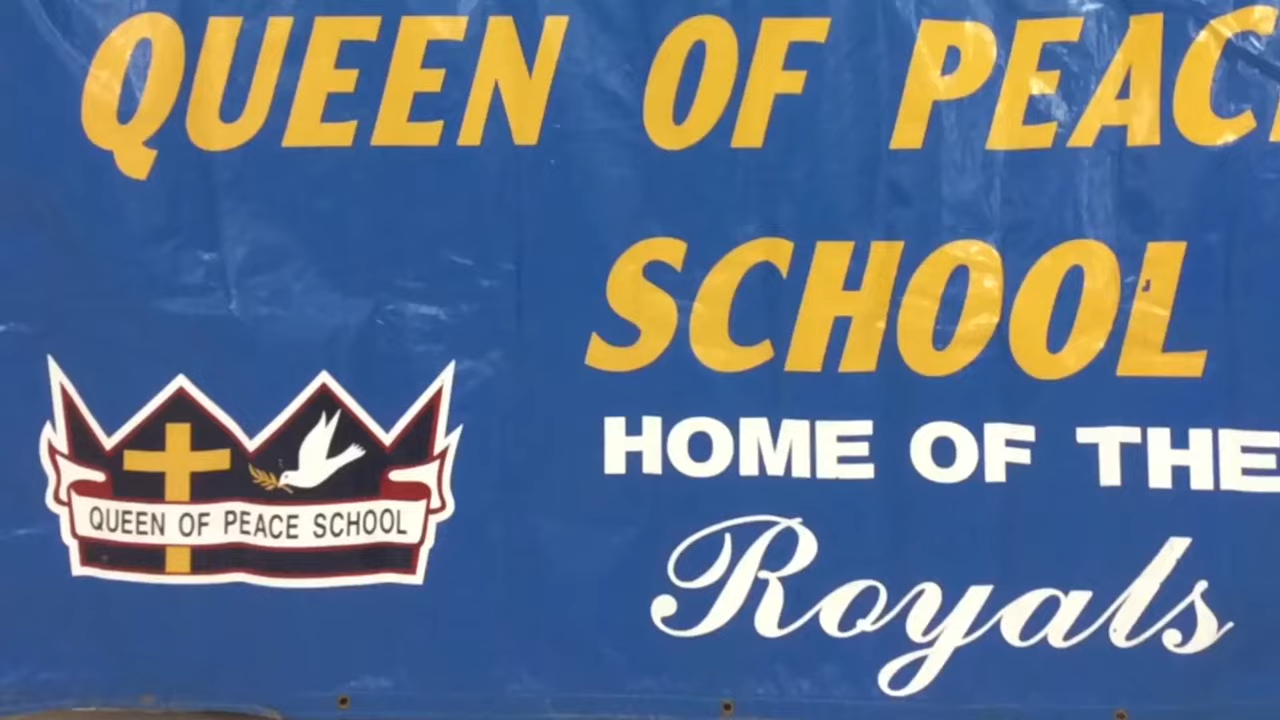 QUEEN OF PEAC
SCHOOL
HOME OF THE
Royals
QUEEN OF PEACE SCHOOL